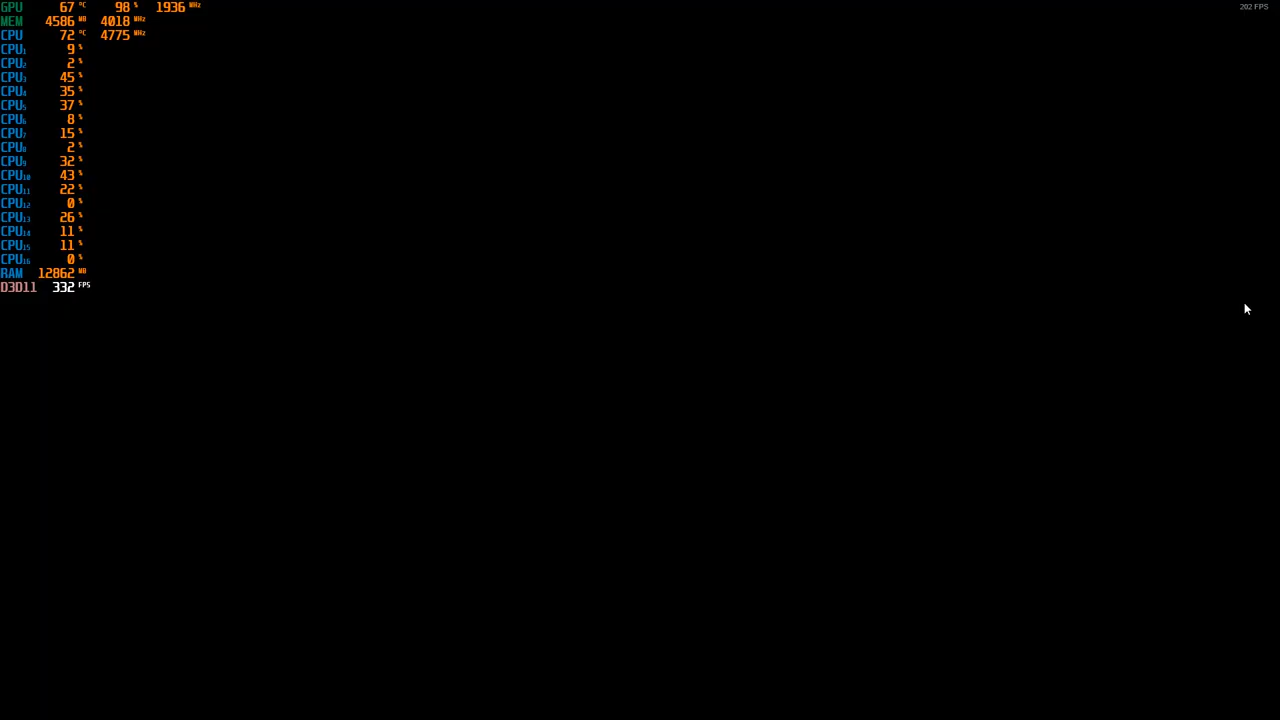 GPU 67 °C 98 % 1936 MHz 202 FPS
MEM 4586 MB 4018 MHz
CPU 72 °C 4775 MHz
CPU1 9 %
CPU2 2 %
CPU3 45 %
CPU4 35 %
CPU5 37 %
CPU6 8 %
CPU7 15 %
CPU8 2 %
CPU9 32 %
CPU10 43 %
CPU11 22 %
CPU12 0 %
CPU13 26 %
CPU14 11 %
CPU15 11 %
CPU16 0 %
RAM 12862 MB
D3D11 332 FPS